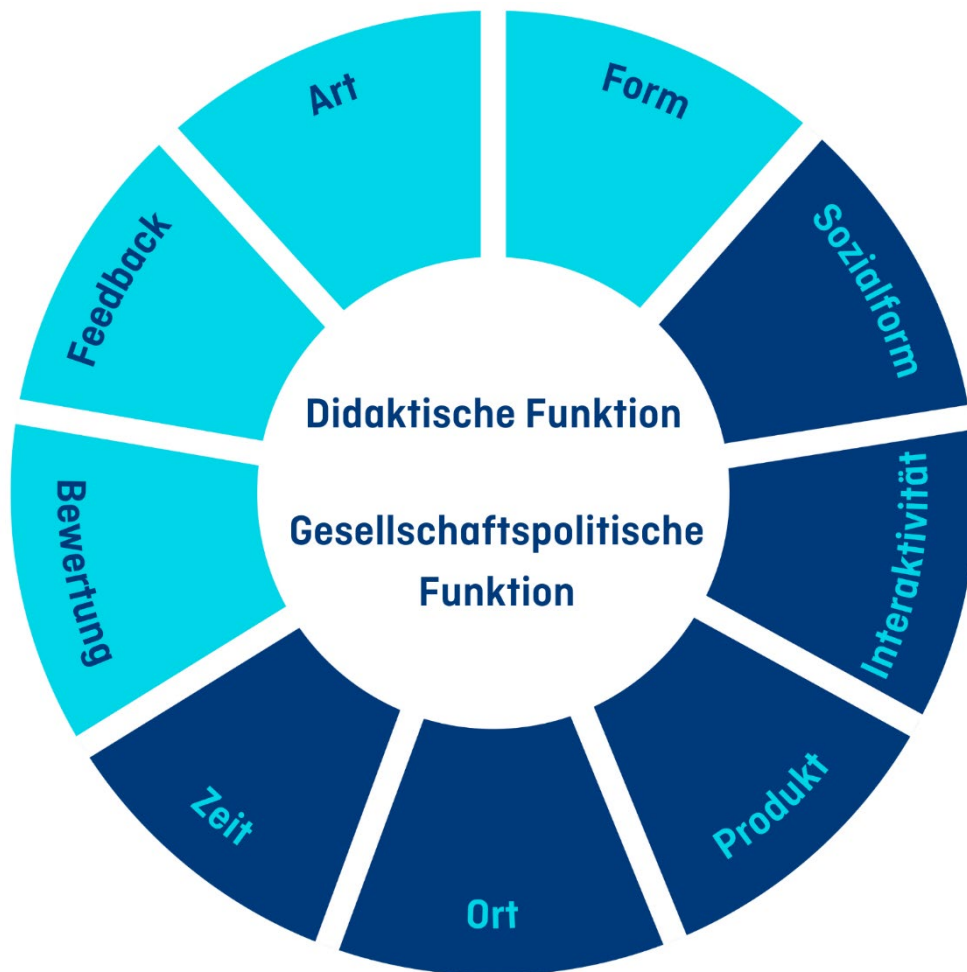 Art
Form
Sozialform
Interaktivität
Produkt
Ort
Zeit
Bewertung
Feedback
Didaktische Funktion
Gesellschaftspolitische
Funktion